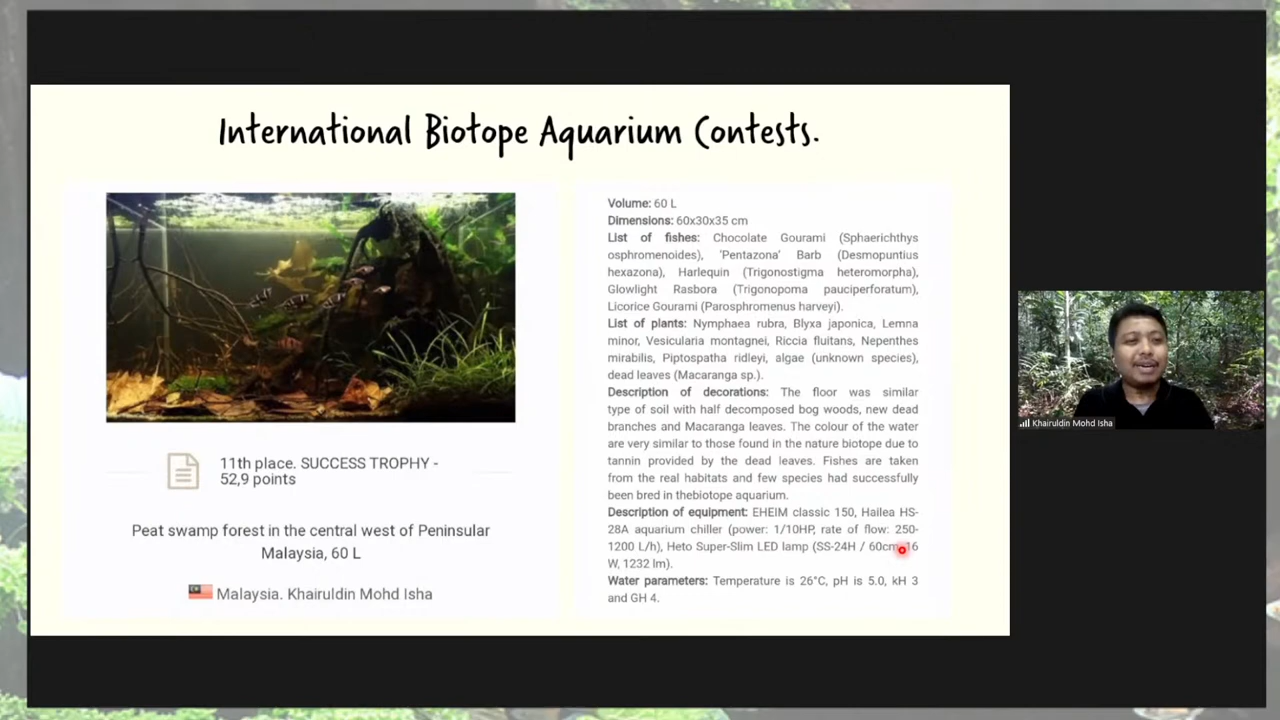 International Biotope Aquarium Contests.
11th place. SUCCESS TROPHY -
52,9 points
Peat swamp forest in the central west of Peninsular
Malaysia, 60 L
Malaysia. Khairuldin Mohd Isha
Volume: 60 L
Dimensions: 60x30x35 cm
List of fishes: Chocolate Gourami (Sphaerichthys
osphromenoides), 'Pentazona' Barb (Desmopuntius
hexazona), Harlequin (Trigonostigma heteromorpha),
Glowlight Rasbora (Trigonopoma pauciperforatum),
Licorice Gourami (Parosphromenus harveyi).
List of plants: Nymphaea rubra, Blyxa japonica, Lemna
minor, Vesicularia montagnei, Riccia fluitans, Nepenthes
mirabilis, Piptospatha ridleyi, algae (unknown species),
dead leaves (Macaranga sp.).
Description of decorations: The floor was similar
type of soil with half decomposed bog woods, new dead
branches and Macaranga leaves. The colour of the water
are very similar to those found in the nature biotope due to
tannin provided by the dead leaves. Fishes are taken
from the real habitats and few species had successfully
been bred in thebiotope aquarium.
Description of equipment: EHEIM classic 150, Hailea HS-
28A aquarium chiller (power: 1/10HP, rate of flow: 250-
1200 L/h), Heto Super-Slim LED lamp (SS-24H / 60cm, 16
W, 1232 lm).
Water parameters: Temperature is 26°C, pH is 5.0, kH 3
and GH 4.
Khairuldin Mohd Isha